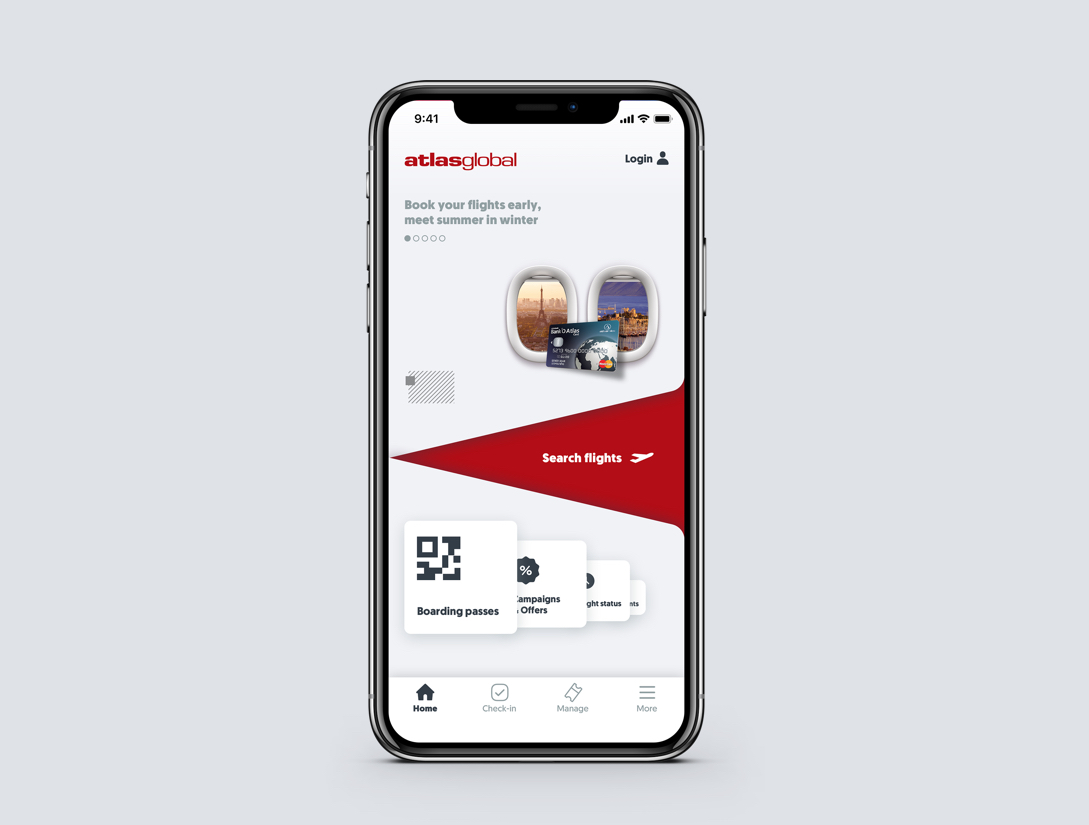 9:41
atlasglobal
Login
Book your flights early,
meet summer in winter
Bank'O Atlas
Search flights
%
Boarding passes
Campaigns
& Offers
ght status
nts
Home
Check-in
Manage
More